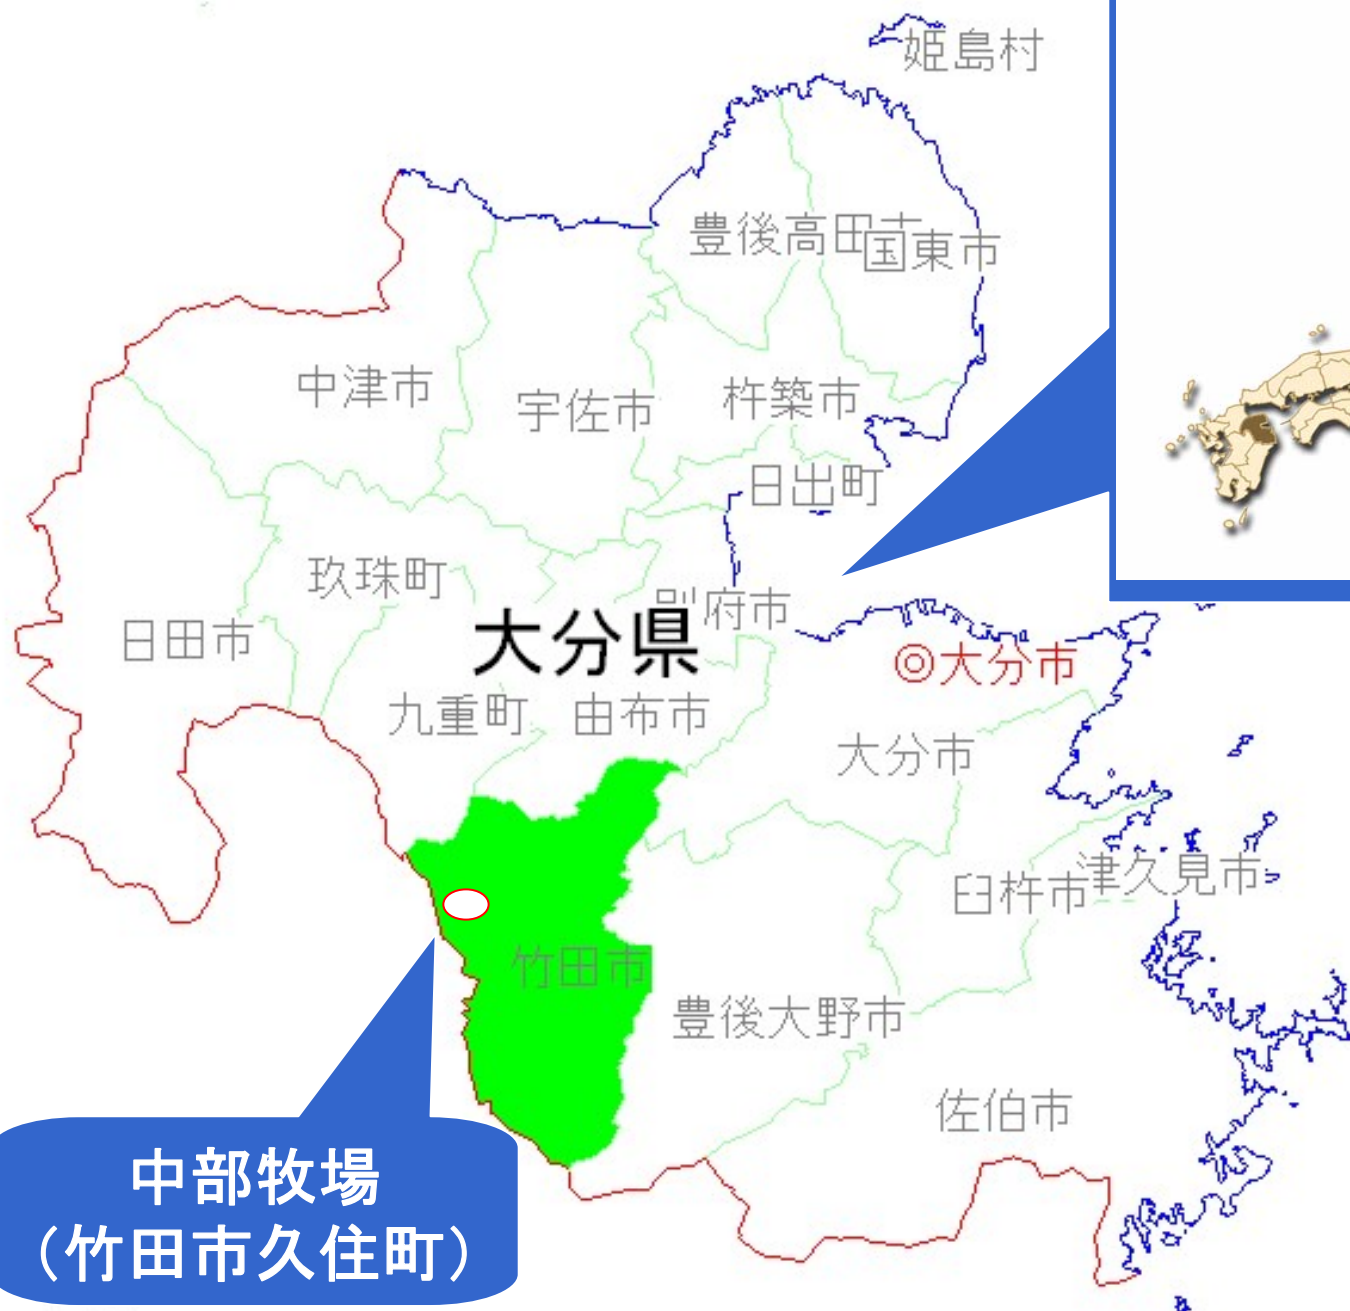 姫島村
豊後高田市
国東市
中津市
宇佐市
杵築市
日出町
玖珠町
別府市
日田市
大分県
◎大分市
九重町
由布市
大分市
臼杵市
津久見市
竹田市
豊後大野市
佐伯市
中部牧場
（竹田市久住町）